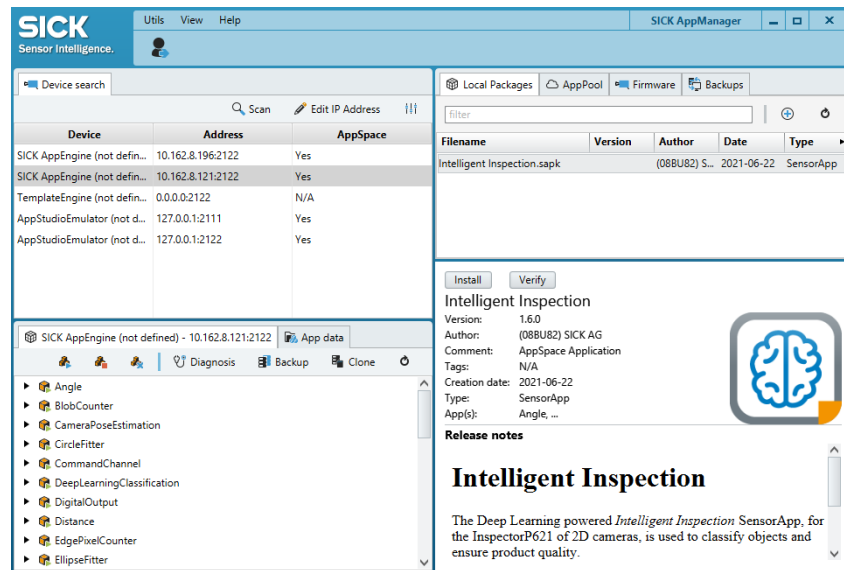 SICK
Sensor Intelligence.
Utils View Help
SICK AppManager
Device search
Scan Edit IP Address
Device Address AppSpace
SICK AppEngine (not defin... 10.162.8.196:2122 Yes
SICK AppEngine (not defin... 10.162.8.121:2122 Yes
TemplateEngine (not defin... 0.0.0.0:2122 N/A
AppStudioEmulator (not d... 127.0.0.1:2111 Yes
AppStudioEmulator (not d... 127.0.0.1:2122 Yes
SICK AppEngine (not defined) - 10.162.8.121:2122 App data
Diagnosis Backup Clone
Angle
BlobCounter
CameraPoseEstimation
CircleFitter
CommandChannel
DeepLearningClassification
DigitalOutput
Distance
EdgePixelCounter
EllipseFitter
Local Packages AppPool Firmware Backups
filter
Filename Version Author Date Type
Intelligent Inspection.sapk (08BU82) S... 2021-06-22 SensorApp
Install Verify
Intelligent Inspection
Version: 1.6.0
Author: (08BU82) SICK AG
Comment: AppSpace Application
Tags: N/A
Creation date: 2021-06-22
Type: SensorApp
App(s): Angle, ...
Release notes
Intelligent Inspection
The Deep Learning powered Intelligent Inspection SensorApp, for
the InspectorP621 of 2D cameras, is used to classify objects and
ensure product quality.